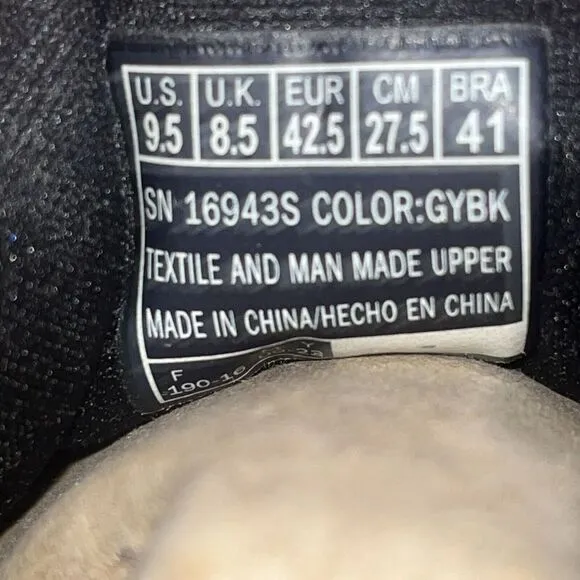 U.S. U.K. EUR CM BRA
9.5 8.5 42.5 27.5 41
SN 16943S COLOR:GYBK
TEXTILE AND MAN MADE UPPER
MADE IN CHINA/HECHO EN CHINA
F